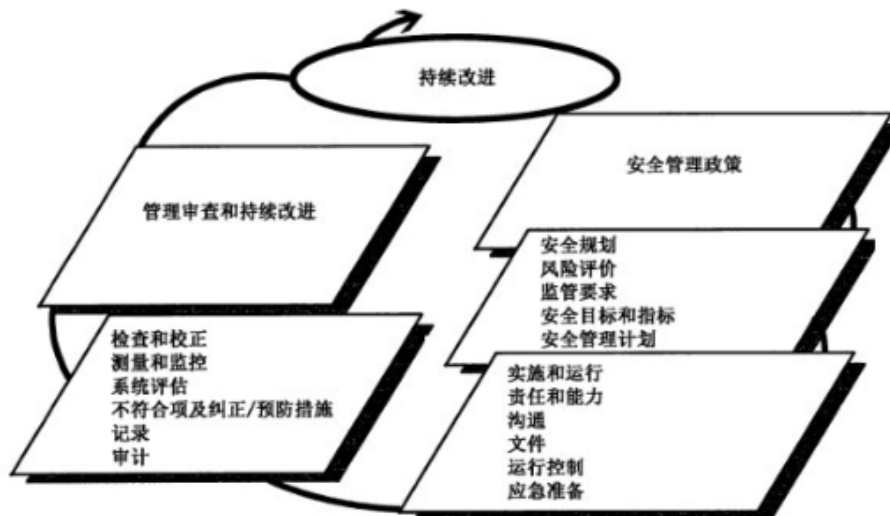 持续改进
安全管理政策
管理审查和持续改进
安全规划
风险评价
监管要求
安全目标和指标
安全管理计划
检查和校正
测量和监控
系统评估
不符合项及纠正/预防措施
记录
审计
实施和运行
责任和能力
沟通
文件
运行控制
应急准备